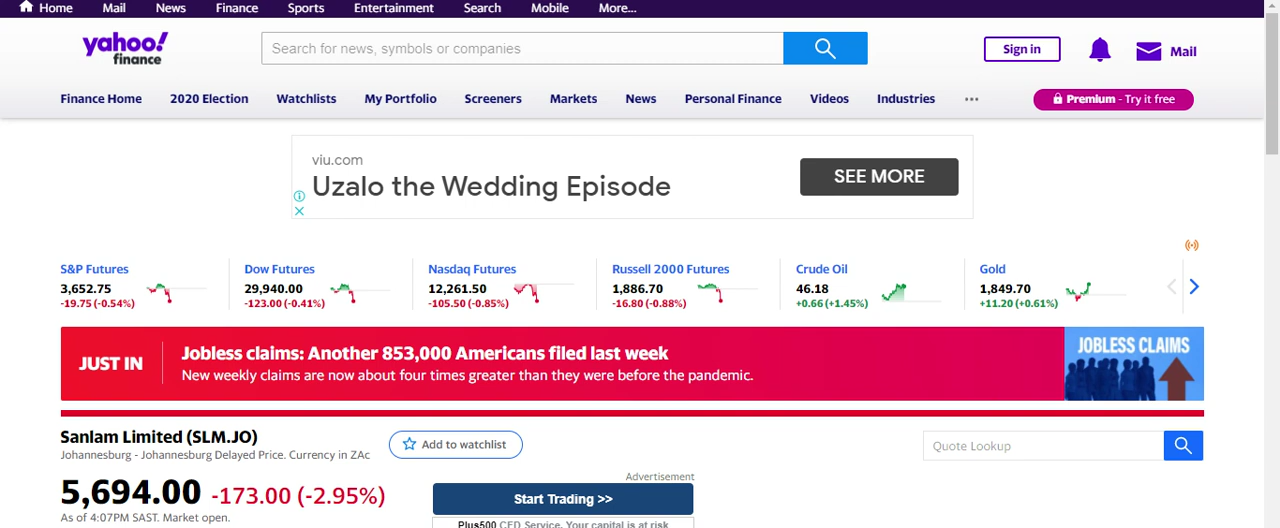 Home Mail News Finance Sports Entertainment Search Mobile More...
yahoo!
finance
Search for news, symbols or companies
Sign in
Mail
Finance Home 2020 Election Watchlists My Portfolio Screeners Markets News Personal Finance Videos Industries ...
Premium - Try it free
viu.com
Uzalo the Wedding Episode
SEE MORE
S&P Futures
3,652.75
-19.75 (-0.54%)
Dow Futures
29,940.00
-123.00 (-0.41%)
Nasdaq Futures
12,261.50
-105.50 (-0.85%)
Russell 2000 Futures
1,886.70
-16.80 (-0.88%)
Crude Oil
46.18
+0.66 (+1.45%)
Gold
1,849.70
+11.20 (+0.61%)
JUST IN
Jobless claims: Another 853,000 Americans filed last week
New weekly claims are now about four times greater than they were before the pandemic.
JOBLESS CLAIMS
Sanlam Limited (SLM.JO)
Johannesburg - Johannesburg Delayed Price. Currency in ZAc
Add to watchlist
Quote Lookup
5,694.00 -173.00 (-2.95%)
As of 4:07PM SAST. Market open.
Advertisement
Start Trading >>
Plus500 CFD Service. Your capital is at risk